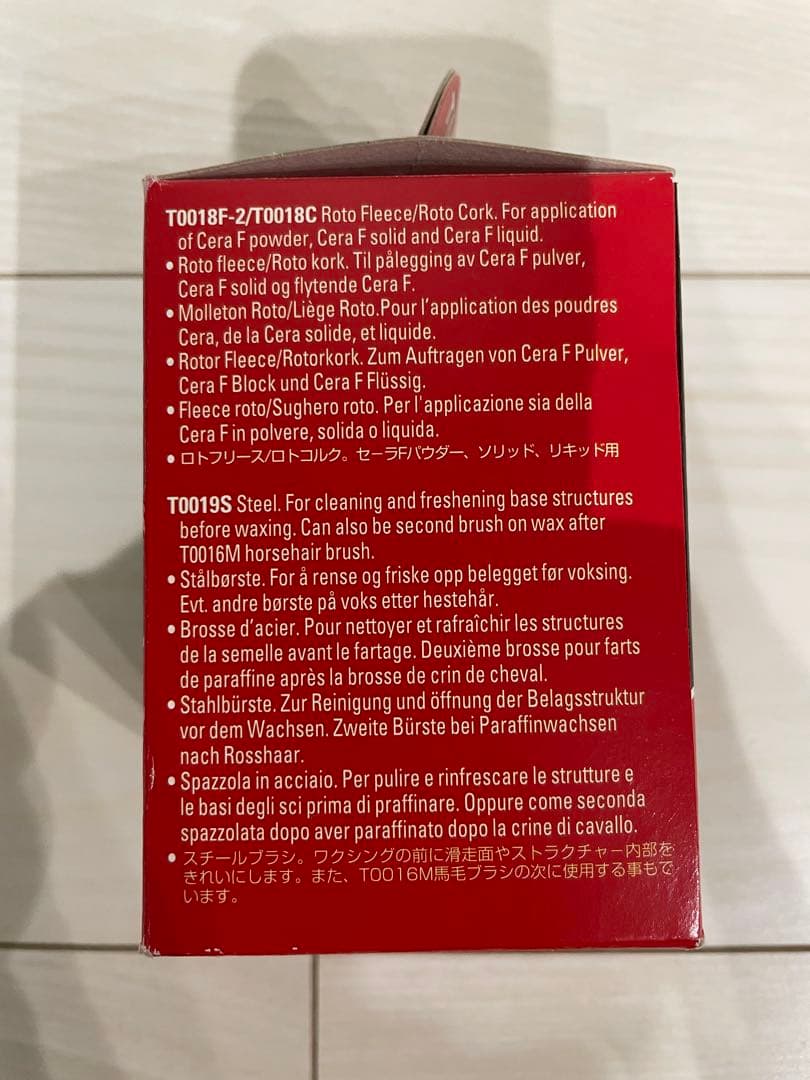 T0018F-2/T0018C Roto Fleece/Roto Cork. For application
of Cera F powder, Cera F solid and Cera F liquid.
• Roto fleece/Roto kork. Til pålegging av Cera F pulver,
Cera F solid og flytende Cera F.
• Molleton Roto/Liège Roto.Pour l'application des poudres
Cera, de la Cera solide, et liquide.
• Rotor Fleece/Rotorkork. Zum Auftragen von Cera F Pulver,
Cera F Block und Cera F Flüssig.
• Fleece roto/Sughero roto. Per l'applicazione sia della
Cera F in polvere, solida o liquida.
• ロトフリース/ロトコルク。セーラFパウダー、ソリッド、リキッド用
T0019S Steel. For cleaning and freshening base structures
before waxing. Can also be second brush on wax after
T0016M horsehair brush.
• Stålbørste. For å rense og friske opp belegget før voksing.
Evt. andre børste på voks etter hestehår.
• Brosse d'acier. Pour nettoyer et rafraîchir les structures
de la semelle avant le fartage. Deuxième brosse pour farts
de paraffine après la brosse de crin de cheval.
• Stahlbürste. Zur Reinigung und öffnung der Belagsstruktur
vor dem Wachsen. Zweite Bürste bei Paraffinwachsen
nach Rosshaar.
• Spazzola in acciaio. Per pulire e rinfrescare le strutture e
le basi degli sci prima di praffinare. Oppure come seconda
spazzolata dopo aver paraffinato dopo la crine di cavallo.
• スチールブラシ。ワクシングの前に滑走面やストラクチャー内部を
きれいにします。また、T0016M馬毛ブラシの次に使用する事もで
います。